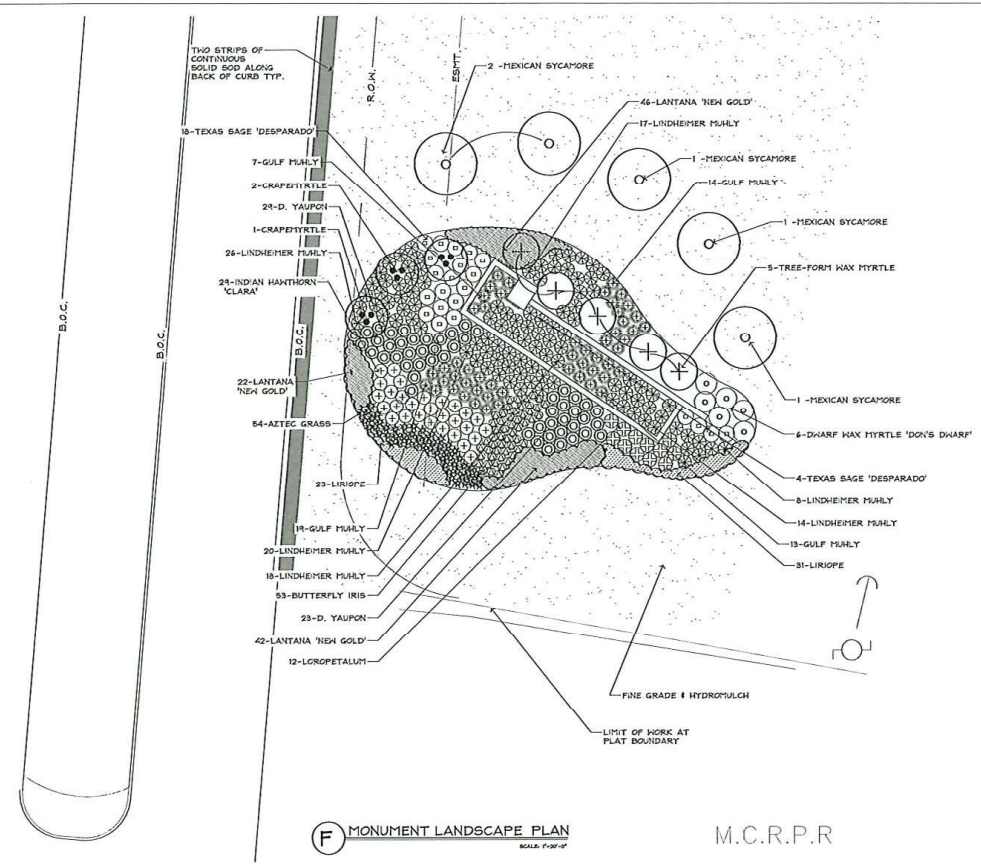 TWO STRIPS OF
CONTINUOUS
SOLID SOD ALONG
BACK OF CURB TYP.
R.O.W.
ESMT.
2 -MEXICAN SYCAMORE
46-LANTANA 'NEW GOLD'
17-LINDHEIMER MUHLY
18-TEXAS SAGE 'DESPARADO'
7-GULF MUHLY
2-CRAPEMYRTLE
29-D. YAUPON
1-CRAPEMYRTLE
26-LINDHEIMER MUHLY
29-INDIAN HAWTHORN
'CLARA'
1 -MEXICAN SYCAMORE
14-GULF MUHLY
1 -MEXICAN SYCAMORE
5-TREE-FORM WAX MYRTLE
B.O.C.
B.O.C.
B.O.C.
22-LANTANA
'NEW GOLD'
54-AZTEC GRASS
23-LIRIOPE
19-GULF MUHLY
20-LINDHEIMER MUHLY
18-LINDHEIMER MUHLY
53-BUTTERFLY IRIS
23-D. YAUPON
42-LANTANA 'NEW GOLD'
12-LOROPETALUM
1 -MEXICAN SYCAMORE
6-DWARF WAX MYRTLE 'DON'S DWARF'
4-TEXAS SAGE 'DESPARADO'
8-LINDHEIMER MUHLY
14-LINDHEIMER MUHLY
13-GULF MUHLY
31-LIRIOPE
FINE GRADE & HYDROMULCH
LIMIT OF WORK AT
PLAT BOUNDARY
F MONUMENT LANDSCAPE PLAN
SCALE: 1"=20'-0"
M.C.R.P.R